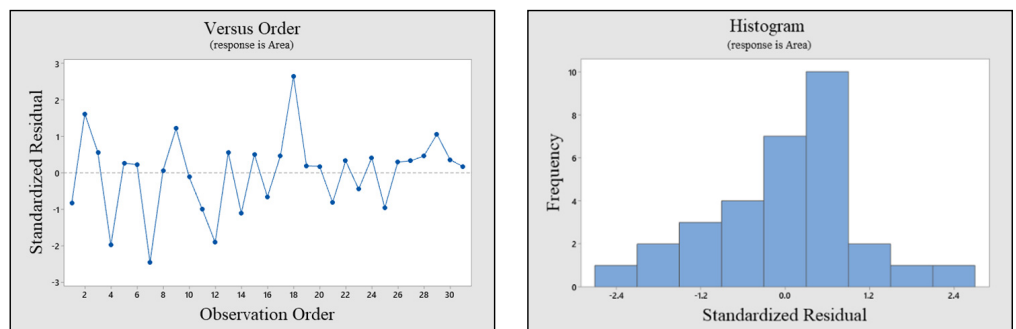 Versus Order
(response is Area)
Standardized Residual
3
2
1
0
-1
-2
-3
2 4 6 8 10 12 14 16 18 20 22 24 26 28 30
Observation Order
Histogram
(response is Area)
Frequency
10
8
6
4
2
0
-2.4 -1.2 0.0 1.2 2.4
Standardized Residual